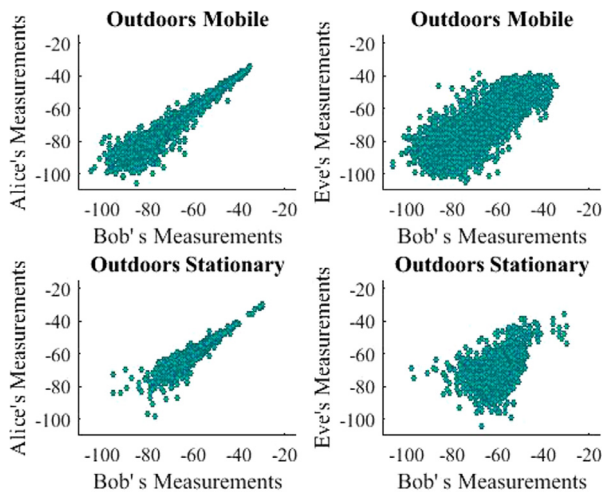 Outdoors Mobile
Alice's Measurements
-20
-40
-60
-80
-100
-100 -80 -60 -40 -20
Bob's Measurements
Outdoors Mobile
Eve's Measurements
-20
-40
-60
-80
-100
-100 -80 -60 -40 -20
Bob's Measurements
Outdoors Stationary
Alice's Measurements
-20
-40
-60
-80
-100
-100 -80 -60 -40 -20
Bob's Measurements
Outdoors Stationary
Eve's Measurements
-20
-40
-60
-80
-100
-100 -80 -60 -40 -20
Bob's Measurements